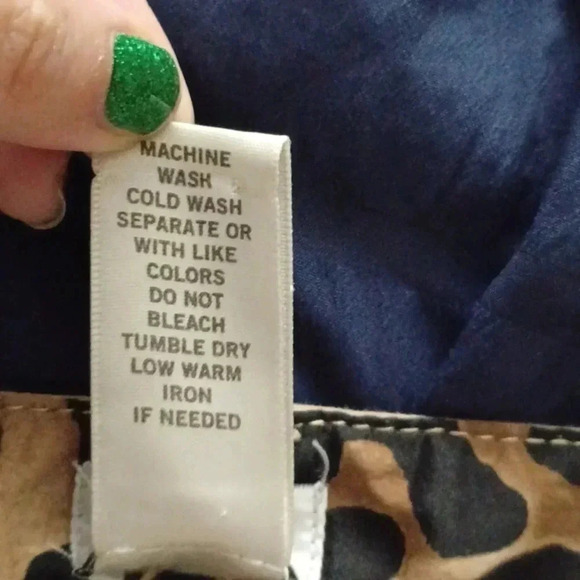 MACHINE
WASH
COLD WASH
SEPARATE OR
WITH LIKE
COLORS
DO NOT
BLEACH
TUMBLE DRY
LOW WARM
IRON
IF NEEDED